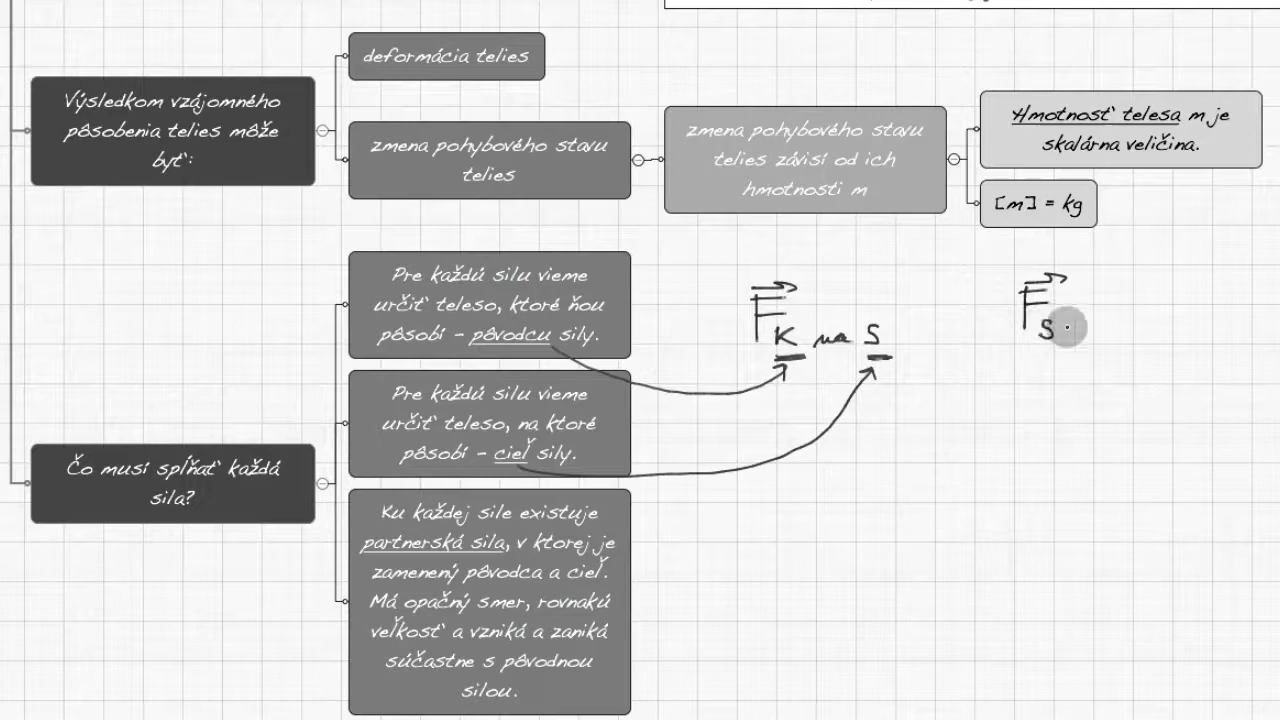 deformácia telies
Výsledkom vzájomného
pôsobenia telies môže
byť:
zmena pohybového stavu
telies
zmena pohybového stavu
telies závisí od ich
hmotnosti m
Hmotnosť telesa m je
skalárna veličina.
[m] = kg
Pre každú silu vieme
určiť teleso, ktoré ňou
pôsobí - pôvodcu sily.
F K na S
F S
Pre každú silu vieme
určiť teleso, na ktoré
pôsobí - cieľ sily.
Čo musí spĺňať každá
sila?
Ku každej sile existuje
partnerská sila, v ktorej je
zamenený pôvodca a cieľ.
Má opačný smer, rovnakú
veľkosť a vzniká a zaniká
súčastne s pôvodnou
silou.